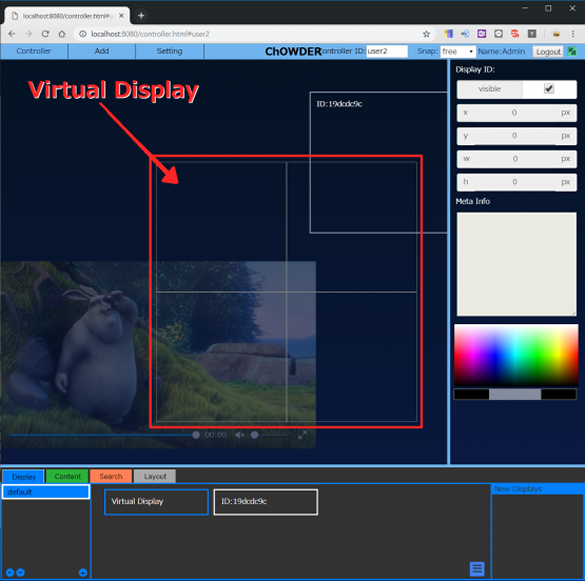 localhost:8080/controller.html#u
localhost:8080/controller.html#user2
Controller
Add
Setting
ChOWDER
ontroller ID:
user2
Snap:
free
Name:Admin
Logout
Virtual Display
ID:19dcdc9c
Display ID:
visible
x 0 px
y 0 px
w 0 px
h 0 px
Meta Info
00:00
Display
Content
Search
Layout
default
Virtual Display
ID:19dcdc9c
New Displays